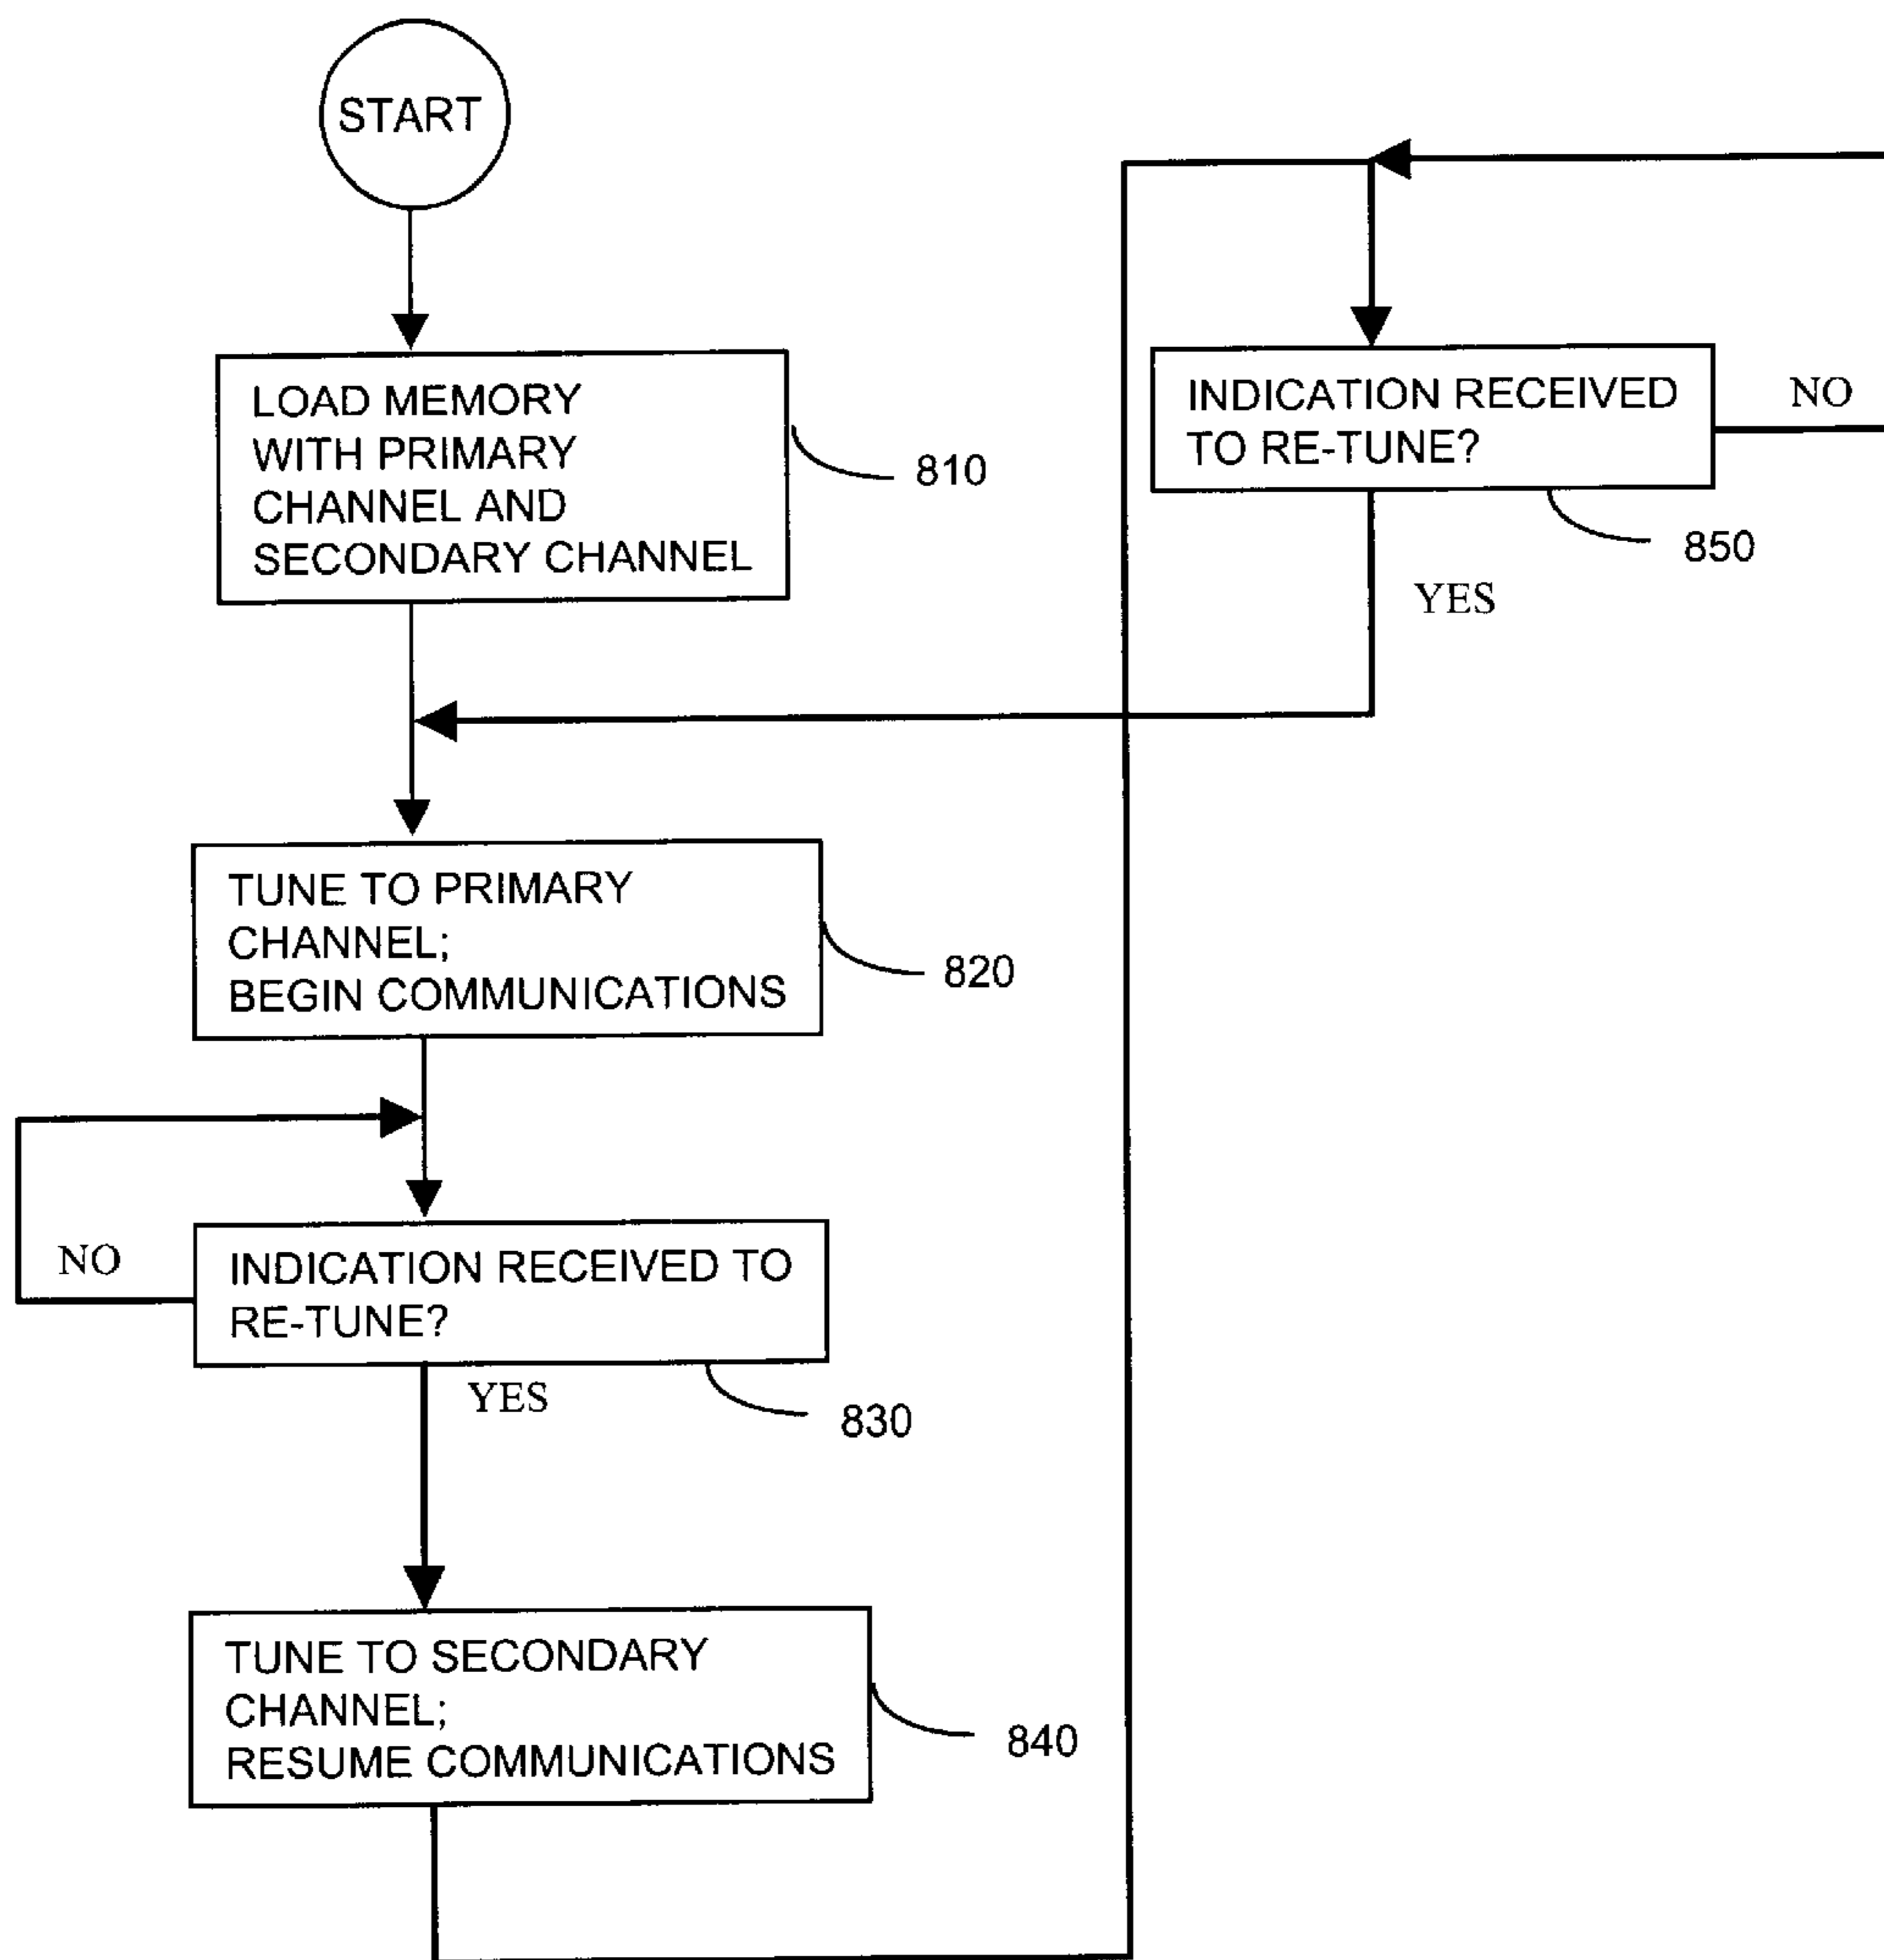 START
LOAD MEMORY
WITH PRIMARY
CHANNEL AND
SECONDARY CHANNEL
810
TUNE TO PRIMARY
CHANNEL;
BEGIN COMMUNICATIONS
820
NO
INDICATION RECEIVED TO
RE-TUNE?
YES
830
TUNE TO SECONDARY
CHANNEL;
RESUME COMMUNICATIONS
840
INDICATION RECEIVED
TO RE-TUNE?
NO
850
YES